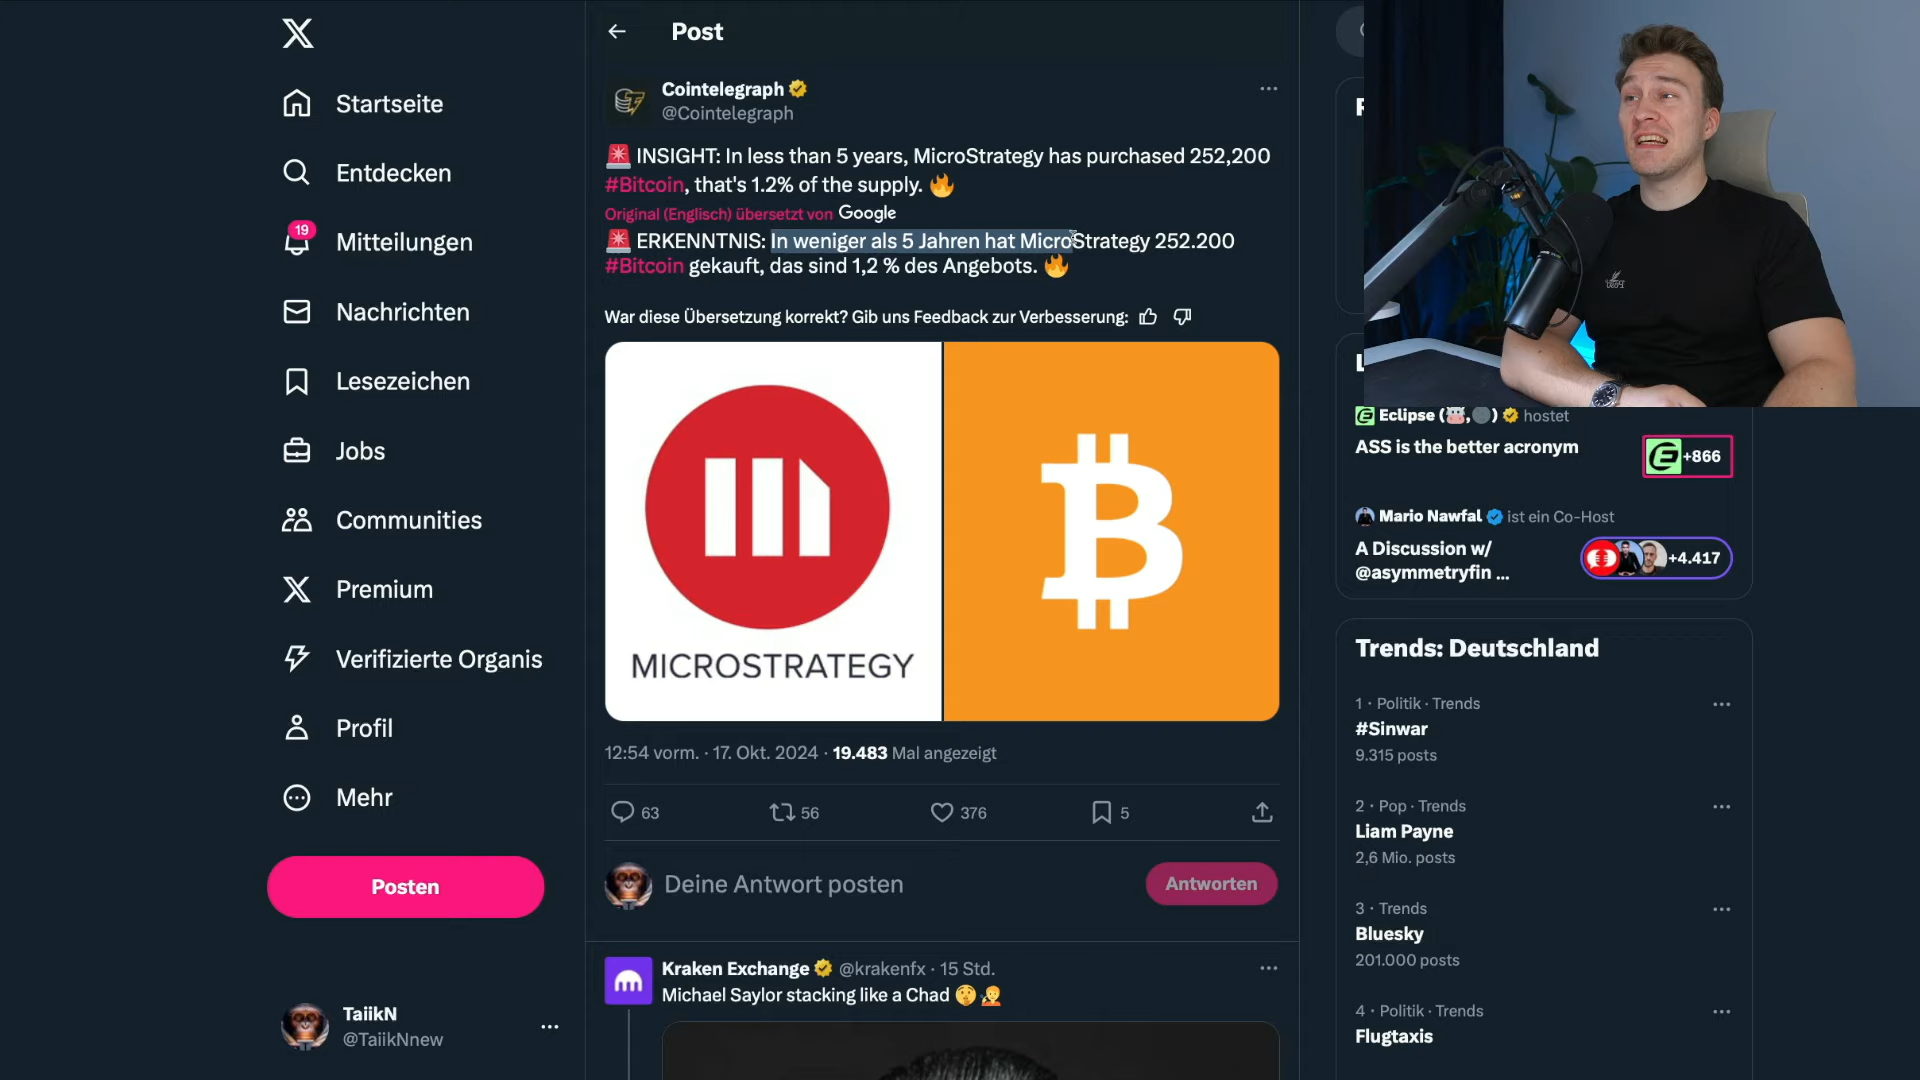 Startseite
Entdecken
19
Mitteilungen
Nachrichten
Lesezeichen
Jobs
Communities
Premium
Verifizierte Organis
Profil
Mehr
Posten
TaiikN
@TaiikNnew
Post
Cointelegraph
@Cointelegraph
🚨 INSIGHT: In less than 5 years, MicroStrategy has purchased 252,200
#Bitcoin, that's 1.2% of the supply. 🔥
Original (Englisch) übersetzt von Google
🚨 ERKENNTNIS: In weniger als 5 Jahren hat MicroStrategy 252.200
#Bitcoin gekauft, das sind 1,2 % des Angebots. 🔥
War diese Übersetzung korrekt? Gib uns Feedback zur Verbesserung:
MICROSTRATEGY
12:54 vorm. · 17. Okt. 2024 · 19.483 Mal angezeigt
63
56
376
5
Deine Antwort posten
Antworten
Kraken Exchange @krakenfx · 15 Std.
Michael Saylor stacking like a Chad
Eclipse (🐮,🌑) hostet
ASS is the better acronym
+866
Mario Nawfal ist ein Co-Host
A Discussion w/
@asymmetryfin ...
+4.417
Trends: Deutschland
1 · Politik · Trends
#Sinwar
9.315 posts
2 · Pop · Trends
Liam Payne
2,6 Mio. posts
3 · Trends
Bluesky
201.000 posts
4 · Politik · Trends
Flugtaxis